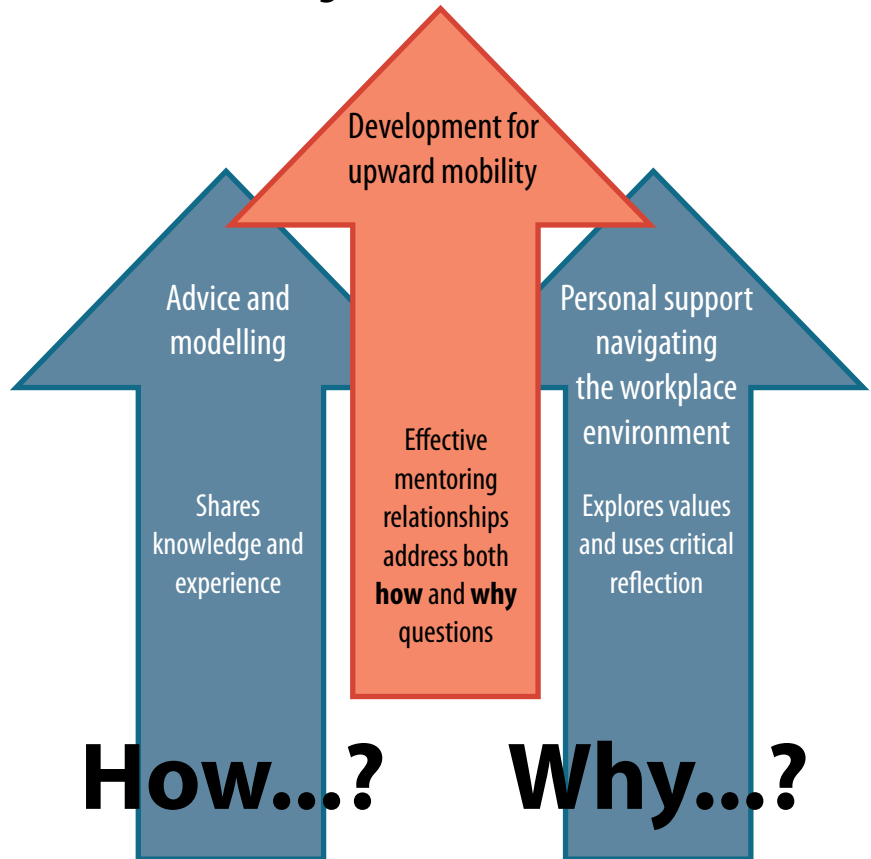 Development for
upward mobility
Advice and
modelling
Personal support
navigating
the workplace
environment
Effective
mentoring
relationships
address both
how and why
questions
Shares
knowledge and
experience
Explores values
and uses critical
reflection
How...?
Why...?